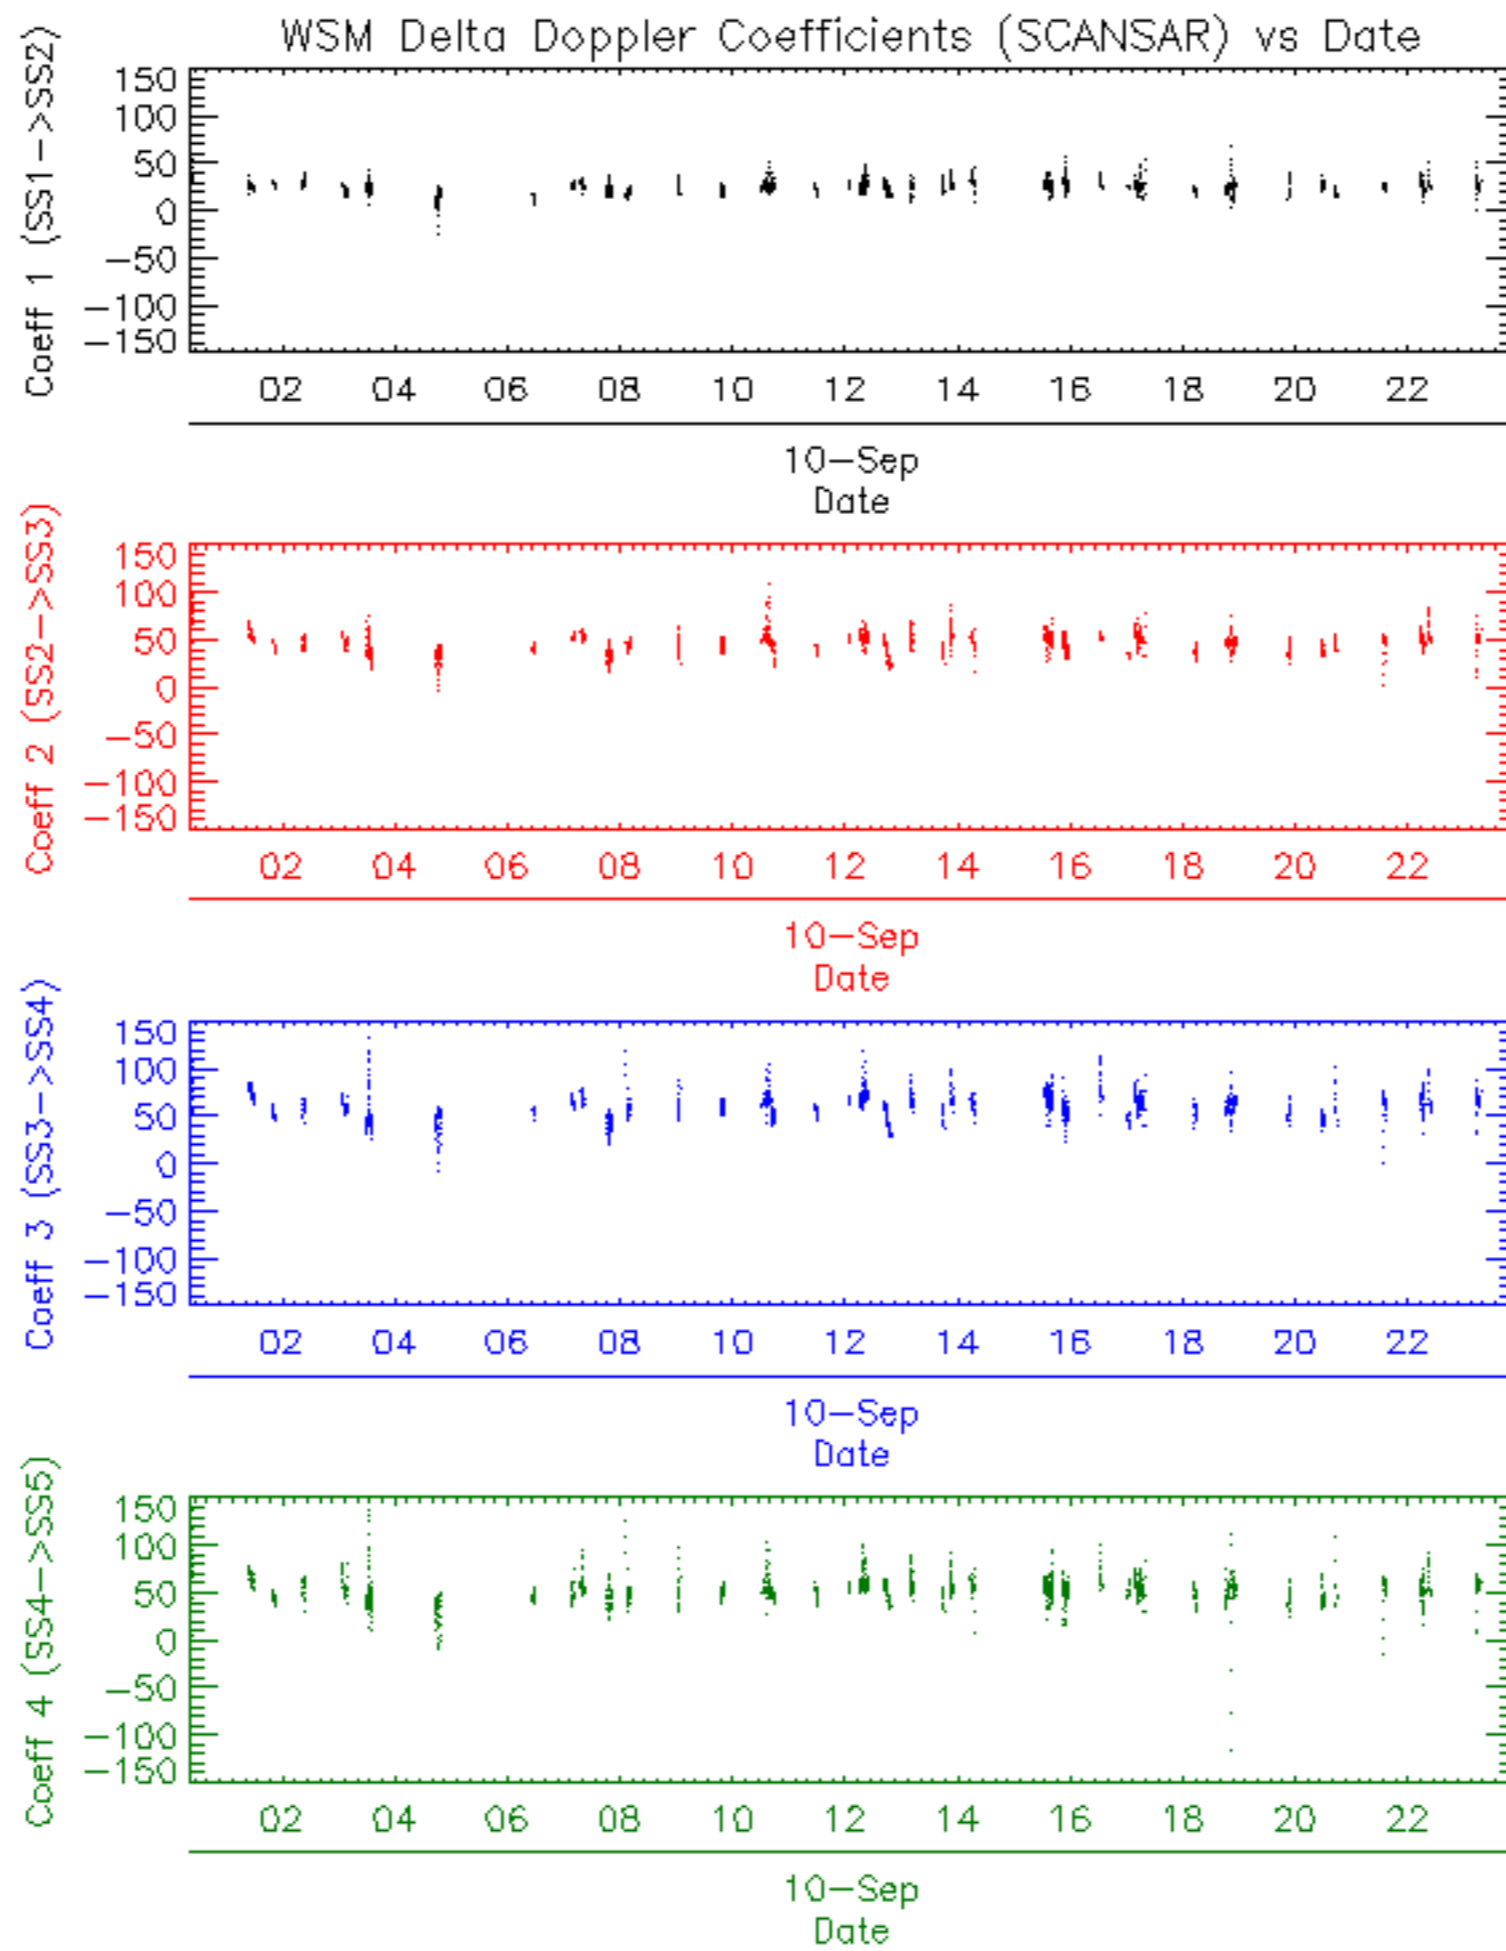 WSM Delta Doppler Coefficients (SCANSAR) vs Date
Coeff 1 (SS1->SS2)
150
100
50
0
-50
-100
-150
02 04 06 08 10 12 14 16 18 20 22
10-Sep
Date
Coeff 2 (SS2->SS3)
150
100
50
0
-50
-100
-150
02 04 06 08 10 12 14 16 18 20 22
10-Sep
Date
Coeff 3 (SS3->SS4)
150
100
50
0
-50
-100
-150
02 04 06 08 10 12 14 16 18 20 22
10-Sep
Date
Coeff 4 (SS4->SS5)
150
100
50
0
-50
-100
-150
02 04 06 08 10 12 14 16 18 20 22
10-Sep
Date